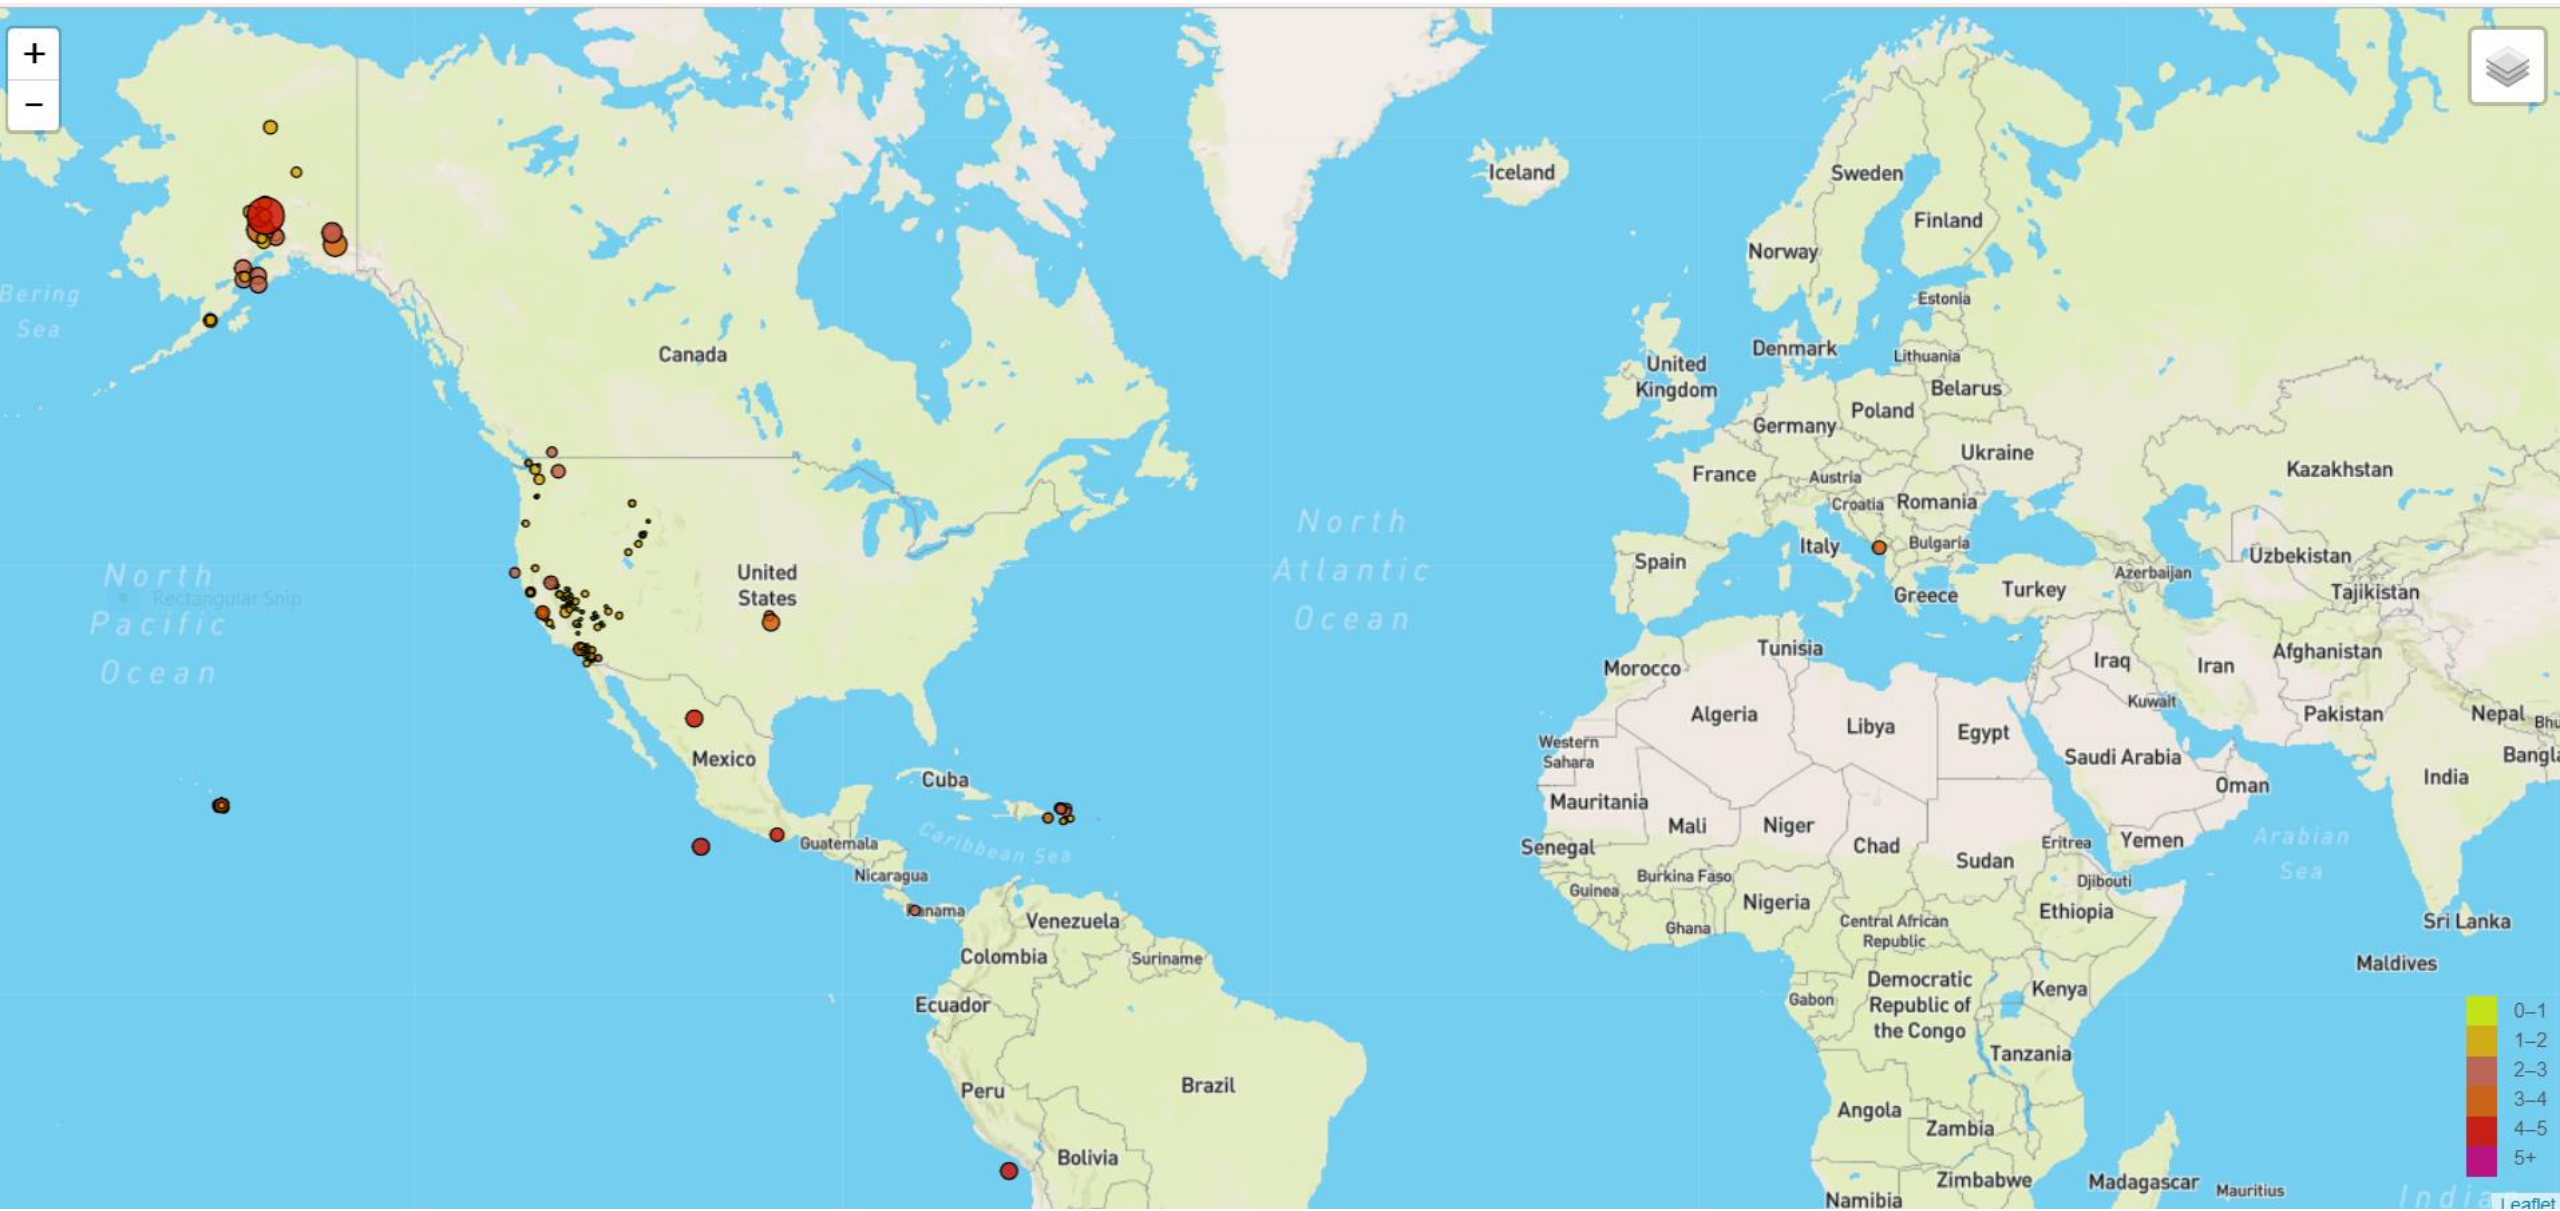 +
−
Iceland
Sweden
Finland
Norway
Bering
Sea
Estonia
Canada
Denmark
Lithuania
United
Kingdom
Belarus
Poland
Germany
Ukraine
France
Austria
Kazakhstan
Croatia
Romania
North
Atlantic
Ocean
Italy
Bulgaria
Spain
Uzbekistan
North
Pacific
Ocean
Rectangular Snip
United
States
Azerbaijan
Greece
Turkey
Tajikistan
Tunisia
Morocco
Iraq
Iran
Afghanistan
Kuwait
Algeria
Libya
Egypt
Pakistan
Nepal
Bhu
Western
Sahara
Mexico
Saudi Arabia
Bangla
Cuba
Oman
India
Mauritania
Mali
Niger
Chad
Caribbean Sea
Guatemala
Senegal
Sudan
Eritrea
Yemen
Arabian
Sea
Nicaragua
Burkina Faso
Guinea
Djibouti
Panama
Venezuela
Nigeria
Ethiopia
Ghana
Central African
Republic
Sri Lanka
Colombia
Suriname
Maldives
Ecuador
Gabon
Democratic
Republic of
the Congo
Kenya
Tanzania
Peru
Brazil
Angola
Zambia
Bolivia
Zimbabwe
Madagascar
Mauritius
Namibia
India
0–1
1–2
2–3
3–4
4–5
5+
Leaflet